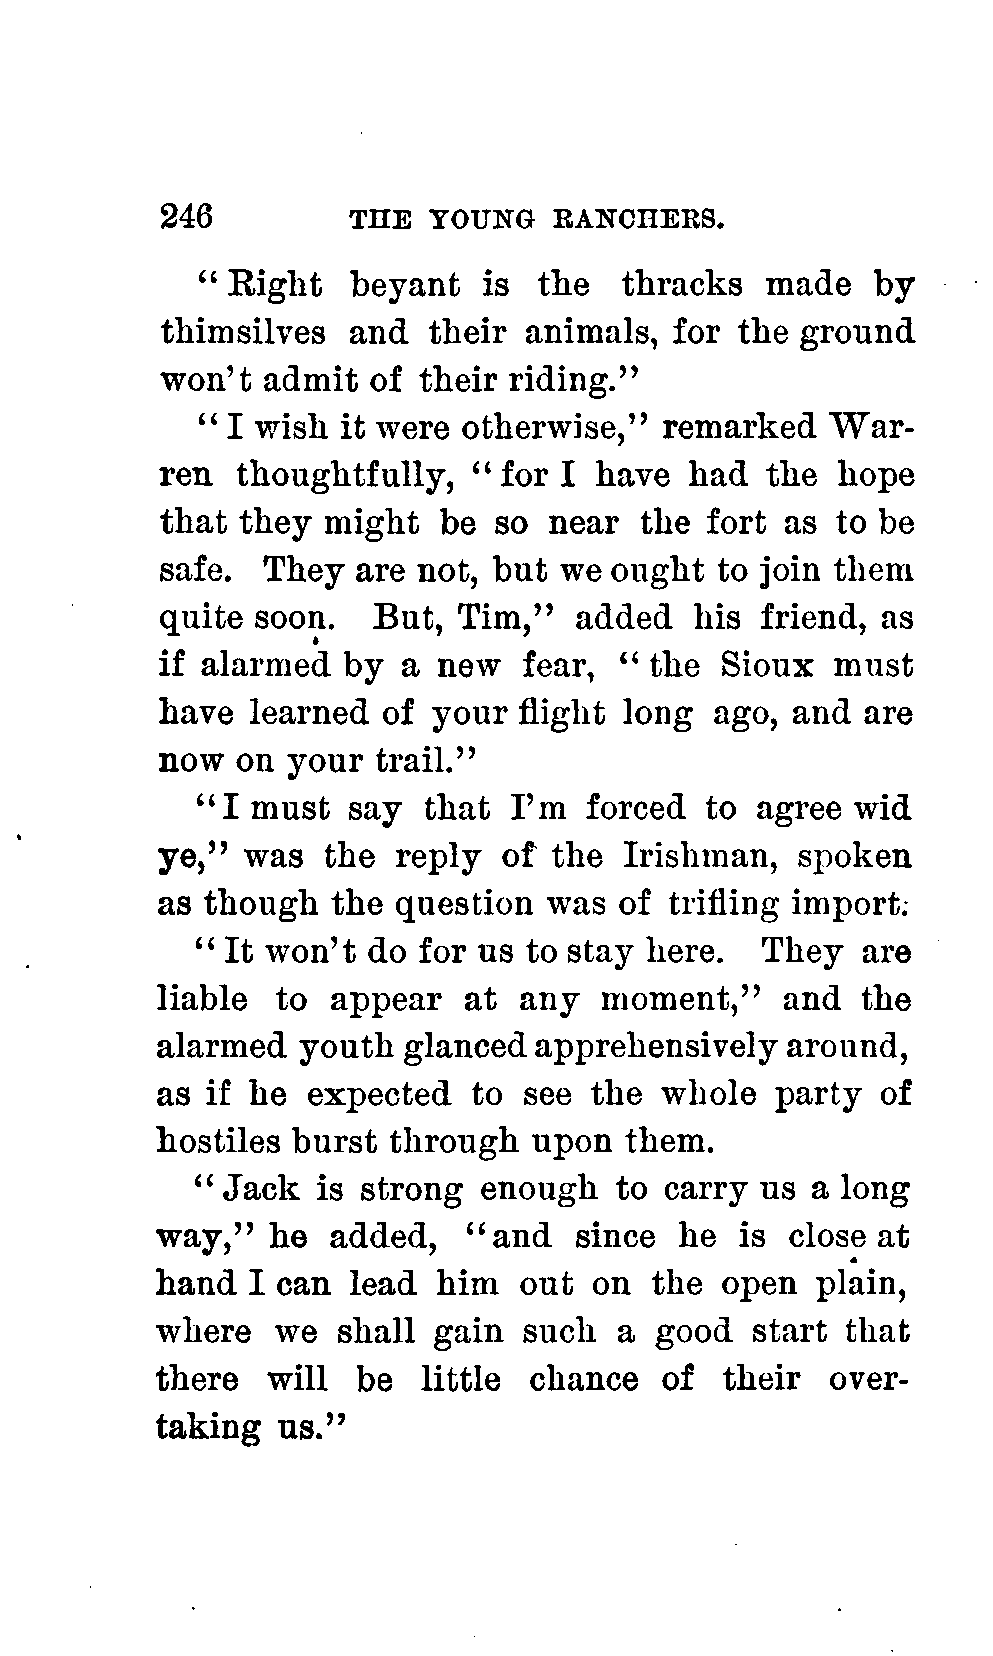 246 THE YOUNG RANCHERS.
“Right beyant is the thracks made by
thimsilves and their animals, for the ground
won’t admit of their riding.”
“I wish it were otherwise,” remarked War-
ren thoughtfully, “for I have had the hope
that they might be so near the fort as to be
safe. They are not, but we ought to join them
quite soon. But, Tim,” added his friend, as
if alarmed by a new fear, “the Sioux must
have learned of your flight long ago, and are
now on your trail.”
“I must say that I’m forced to agree wid
ye,” was the reply of the Irishman, spoken
as though the question was of trifling import.
“It won’t do for us to stay here. They are
liable to appear at any moment,” and the
alarmed youth glanced apprehensively around,
as if he expected to see the whole party of
hostiles burst through upon them.
“Jack is strong enough to carry us a long
way,” he added, “and since he is close at
hand I can lead him out on the open plain,
where we shall gain such a good start that
there will be little chance of their over-
taking us.”